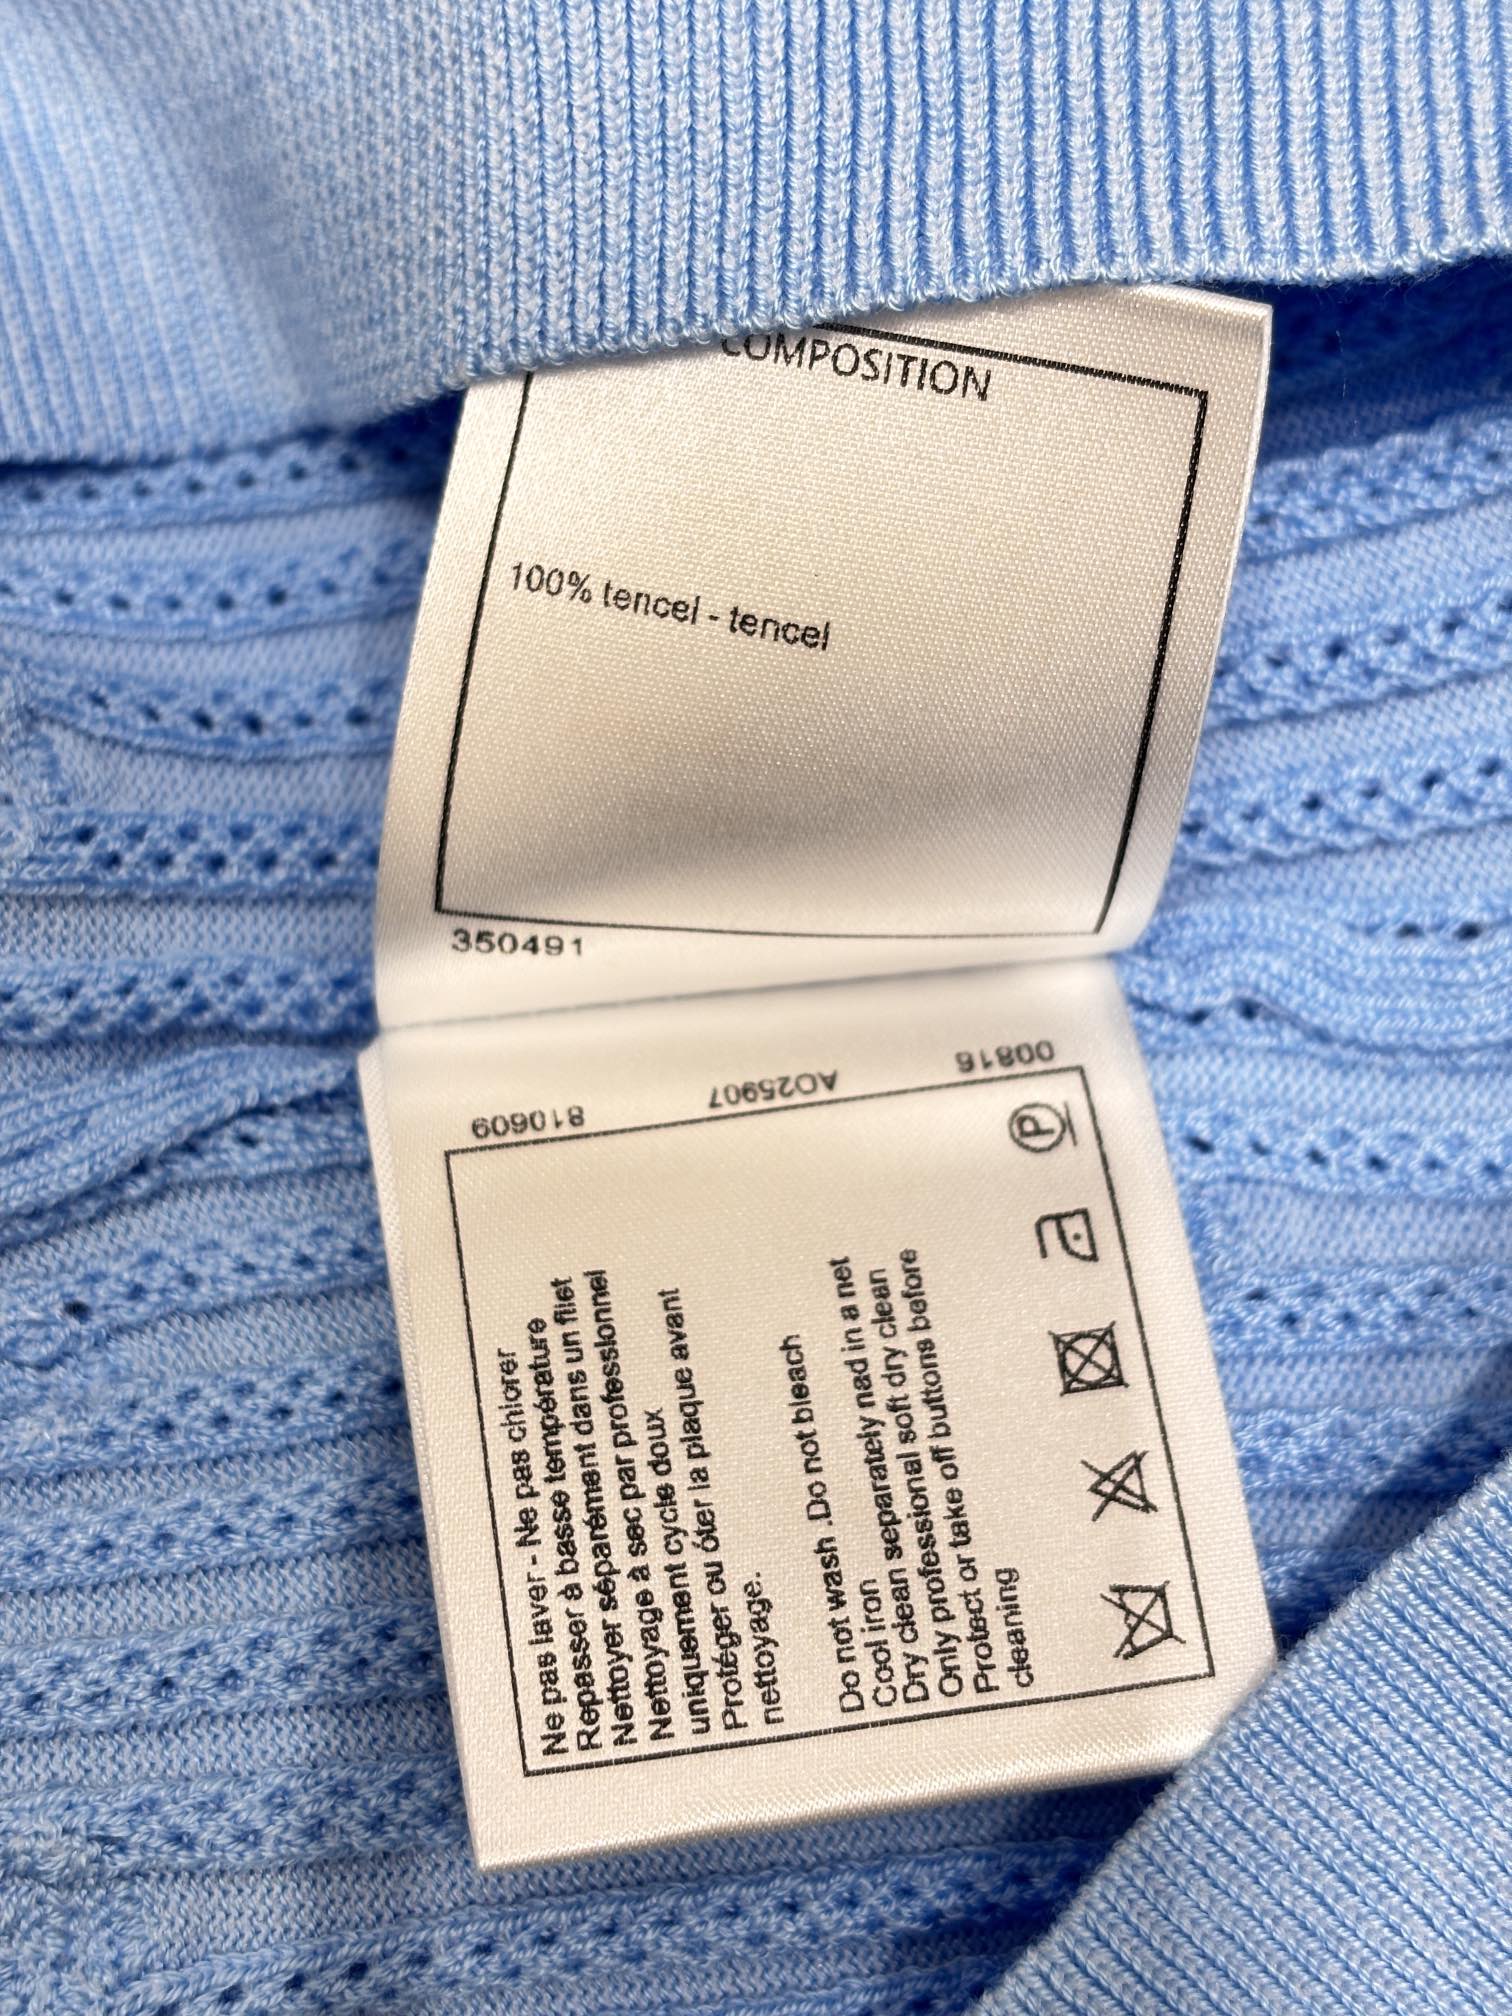 COMPOSITION
100% tencel - tencel
350491
810609
AO25907
00816
Ne pas laver - Ne pas chlorer
Repasser à basse température
Nettoyer séparément dans un filet
Nettoyage à sec par professionnel
Nettoyage cycle doux
uniquement
Protéger ou ôter la plaque avant
nettoyage.
Do not wash .Do not bleach
Cool iron
Dry clean separately nad in a net
Only professional soft dry clean
Protect or take off buttons before
cleaning
P